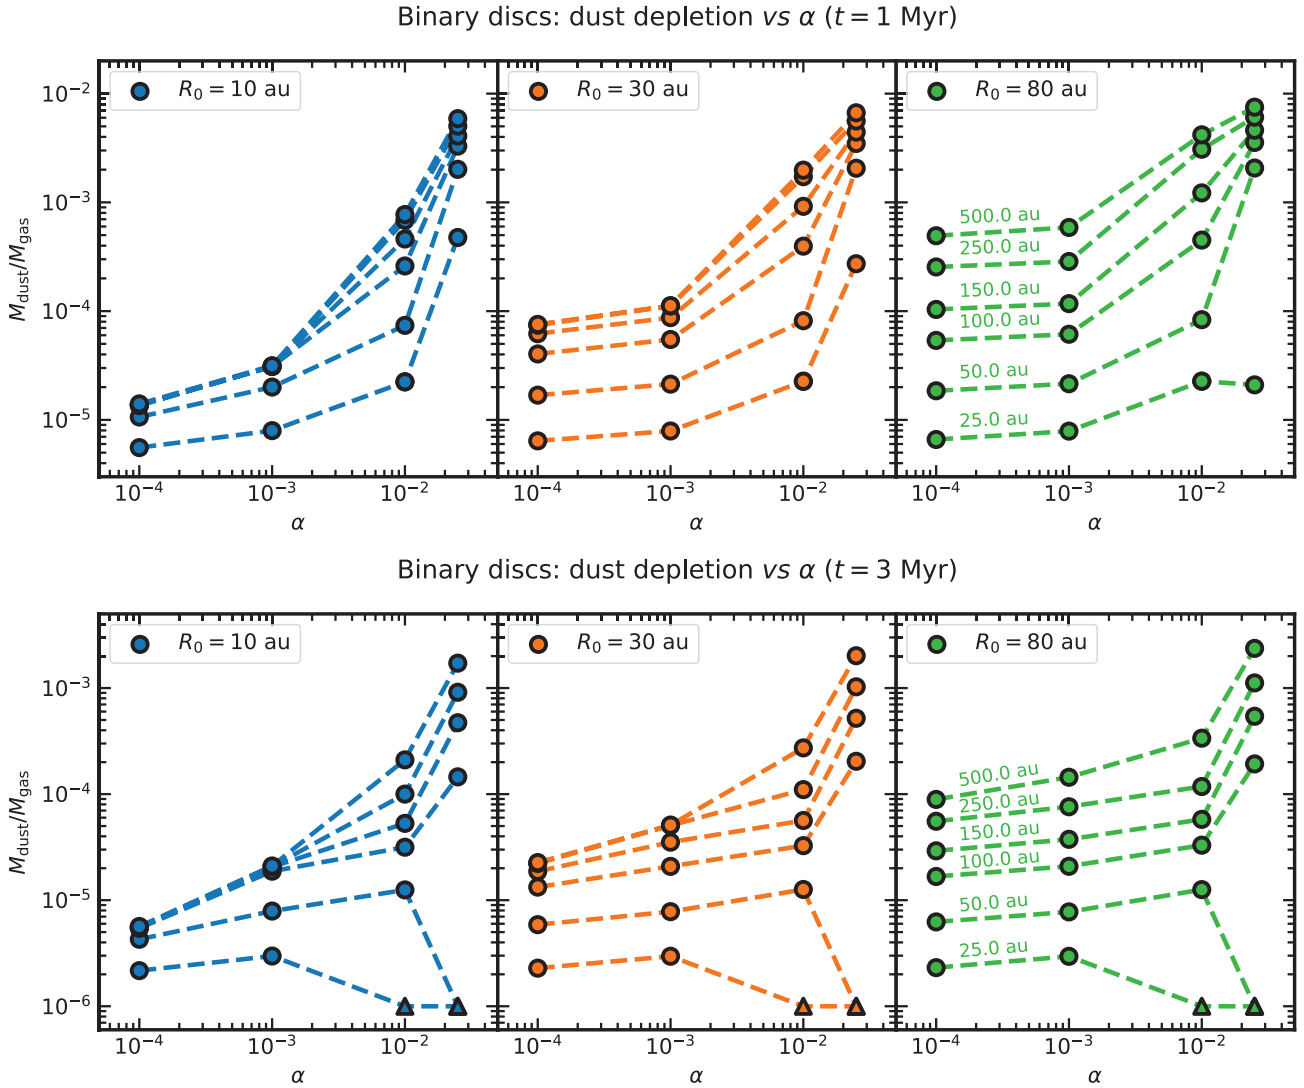 Binary discs: dust depletion vs α (t = 1 Myr)
R₀ = 10 au
R₀ = 30 au
R₀ = 80 au
10⁻²
10⁻³
10⁻⁴
10⁻⁵
M_dust/M_gas
500.0 au
250.0 au
150.0 au
100.0 au
50.0 au
25.0 au
10⁻⁴ 10⁻³ 10⁻² 10⁻⁴ 10⁻³ 10⁻² 10⁻⁴ 10⁻³ 10⁻²
α α α
Binary discs: dust depletion vs α (t = 3 Myr)
R₀ = 10 au
R₀ = 30 au
R₀ = 80 au
10⁻³
10⁻⁴
10⁻⁵
10⁻⁶
M_dust/M_gas
500.0 au
250.0 au
150.0 au
100.0 au
50.0 au
25.0 au
10⁻⁴ 10⁻³ 10⁻² 10⁻⁴ 10⁻³ 10⁻² 10⁻⁴ 10⁻³ 10⁻²
α α α